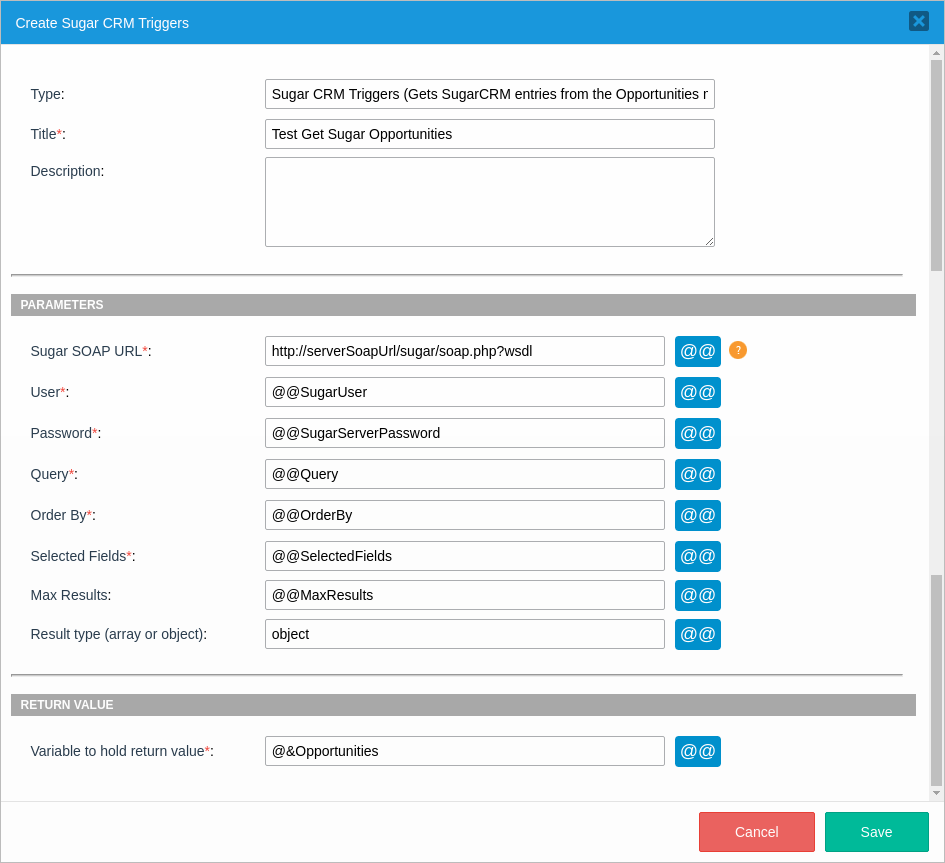 Create Sugar CRM Triggers
Type: Sugar CRM Triggers (Gets SugarCRM entries from the Opportunities
Title*: Test Get Sugar Opportunities
Description:
PARAMETERS
Sugar SOAP URL*: http://serverSoapUrl/sugar/soap.php?wsdl @@ ?
User*: @@SugarUser @@
Password*: @@SugarServerPassword @@
Query*: @@Query @@
Order By*: @@OrderBy @@
Selected Fields*: @@SelectedFields @@
Max Results: @@MaxResults @@
Result type (array or object): object @@
RETURN VALUE
Variable to hold return value*: @&Opportunities @@
Cancel Save